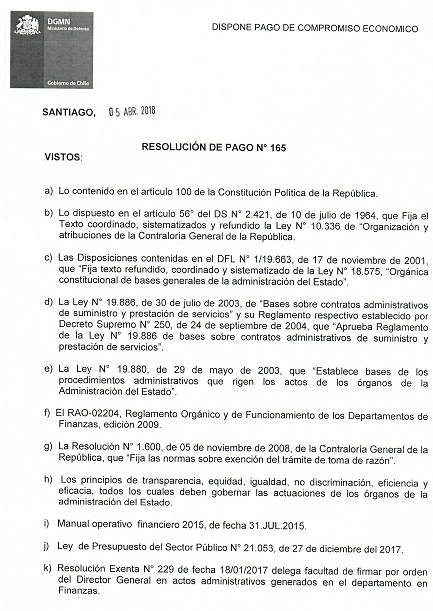 DGMN
Ministerio de Defensa
Gobierno de Chile
DISPONE PAGO DE COMPROMISO ECONOMICO
SANTIAGO, 05 ABR. 2018
RESOLUCIÓN DE PAGO N° 165
VISTOS:
a) Lo contenido en el artículo 100 de la Constitución Política de la República.
b) Lo dispuesto en el artículo 56° del DS N° 2.421, de 10 de julio de 1964, que Fija el
Texto coordinado, sistematizados y refundido la Ley N° 10.336 de “Organización y
atribuciones de la Contraloría General de la República.
c) Las Disposiciones contenidas en el DFL N° 1/19.663, de 17 de noviembre de 2001,
que “Fija texto refundido, coordinado y sistematizado de la Ley N° 18.575, “Orgánica
constitucional de bases generales de la administración del Estado”.
d) La Ley N° 19.886, de 30 de julio de 2003, de “Bases sobre contratos administrativos
de suministro y prestación de servicios” y su Reglamento respectivo establecido por
Decreto Supremo N° 250, de 24 de septiembre de 2004, que “Aprueba Reglamento
de la Ley N° 19.886 de bases sobre contratos administrativos de suministro y
prestación de servicios”.
e) La Ley N° 19.880, de 29 de mayo de 2003, que “Establece bases de los
procedimientos administrativos que rigen los actos de los órganos de la
Administración del Estado”.
f) El RAO-02204, Reglamento Orgánico y de Funcionamiento de los Departamentos de
Finanzas, edición 2009.
g) La Resolución N° 1.600, de 05 de noviembre de 2008, de la Contraloría General de la
República, que “Fija las normas sobre exención del trámite de toma de razón”.
h) Los principios de transparencia, equidad, igualdad, no discriminación, eficiencia y
eficacia, todos los cuales deben gobernar las actuaciones de los órganos de la
administración del Estado.
i) Manual operativo financiero 2015, de fecha 31.JUL.2015.
j) Ley de Presupuesto del Sector Público N° 21.053, de 27 de diciembre del 2017.
k) Resolución Exenta N° 229 de fecha 18/01/2017 delega facultad de firmar por orden
del Director General en actos administrativos generados en el departamento en
Finanzas.